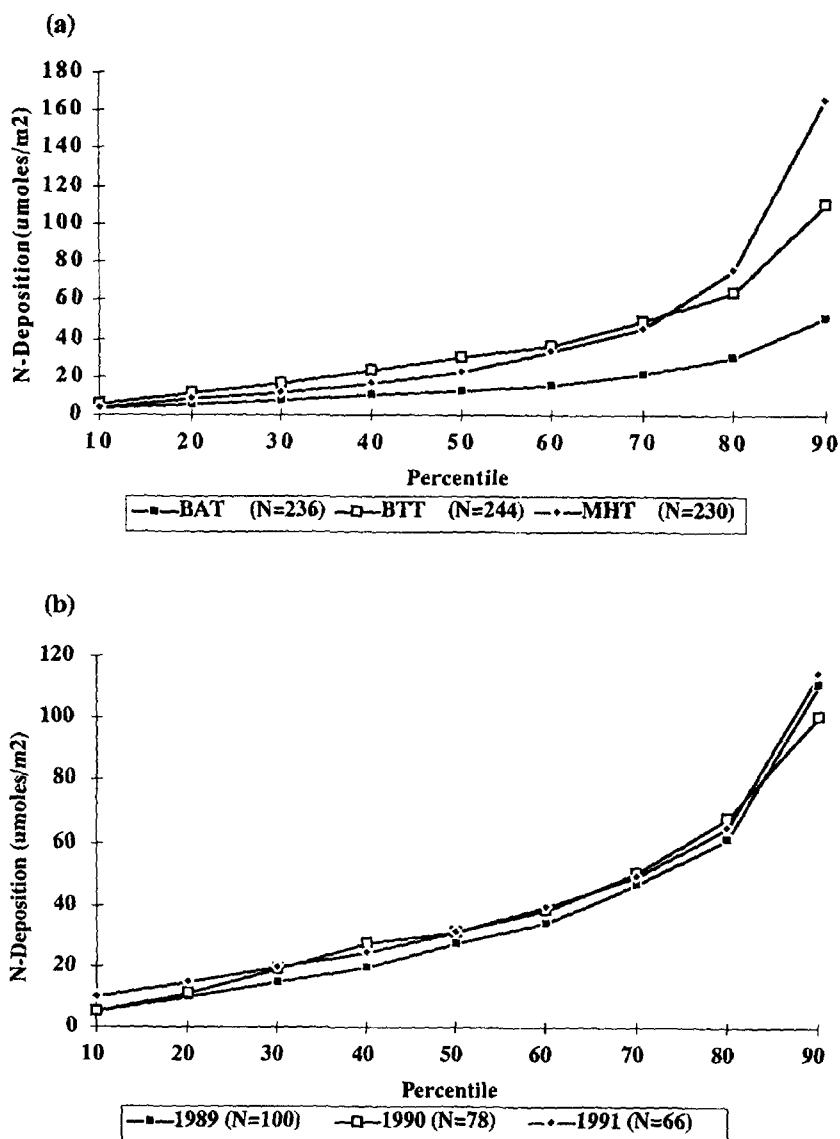 (a)
180
160
140
120
100
80
60
40
20
0
N-Deposition(umoles/m2)
10 20 30 40 50 60 70 80 90
Percentile
BAT (N=236) BTT (N=244) MHT (N=230)
(b)
120
100
80
60
40
20
0
N-Deposition (umoles/m2)
10 20 30 40 50 60 70 80 90
Percentile
1989 (N=100) 1990 (N=78) 1991 (N=66)